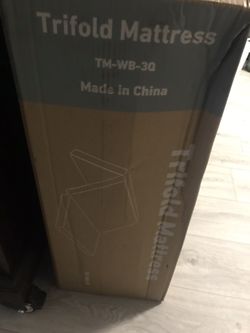 Trifold Mattress
TM-WB-3Q
Made in China
Trifold Mattress